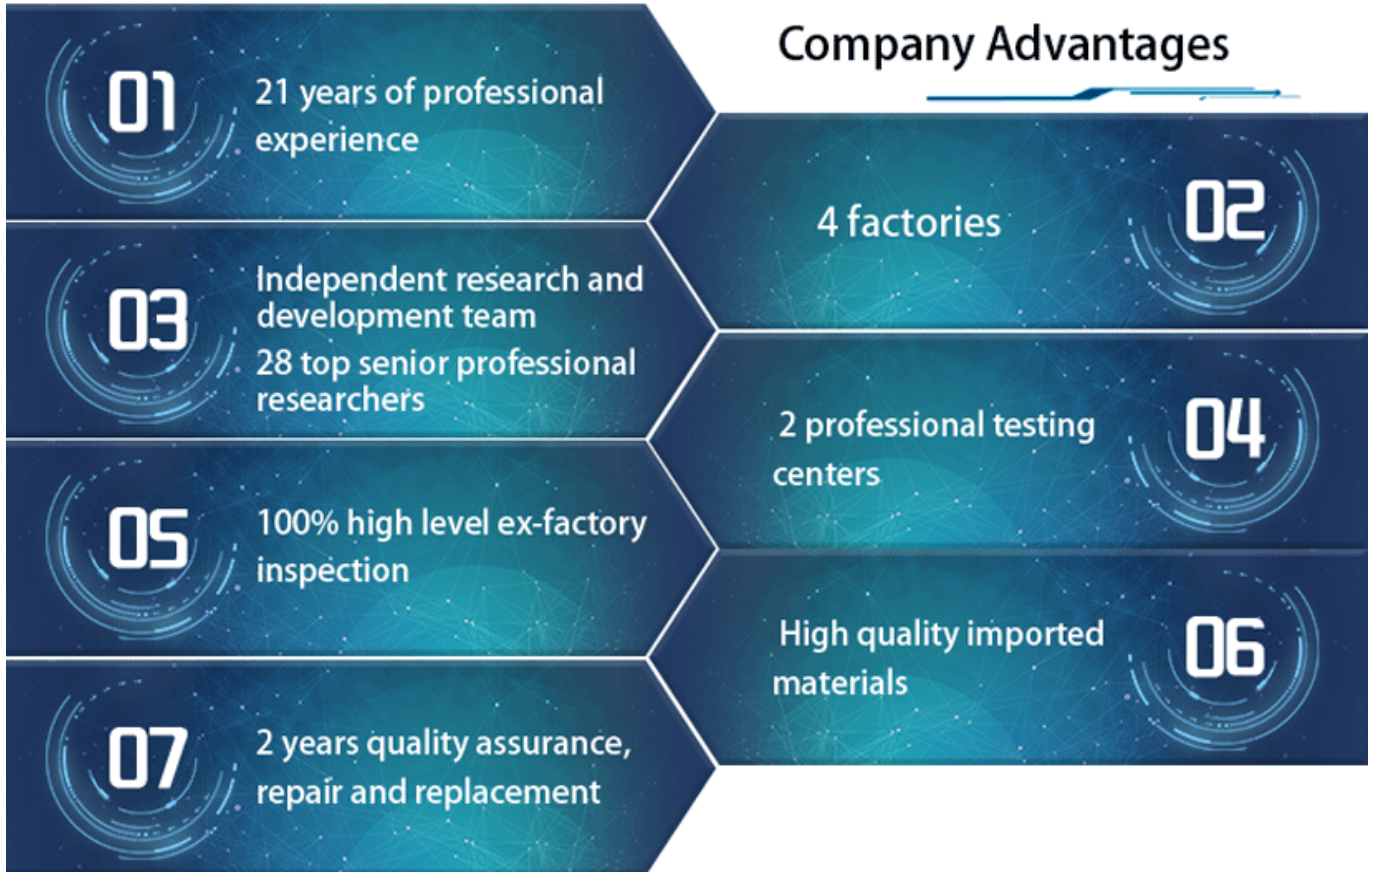 Company Advantages
01
21 years of professional
experience
02
4 factories
03
Independent research and
development team
28 top senior professional
researchers
04
2 professional testing
centers
05
100% high level ex-factory
inspection
06
High quality imported
materials
07
2 years quality assurance,
repair and replacement